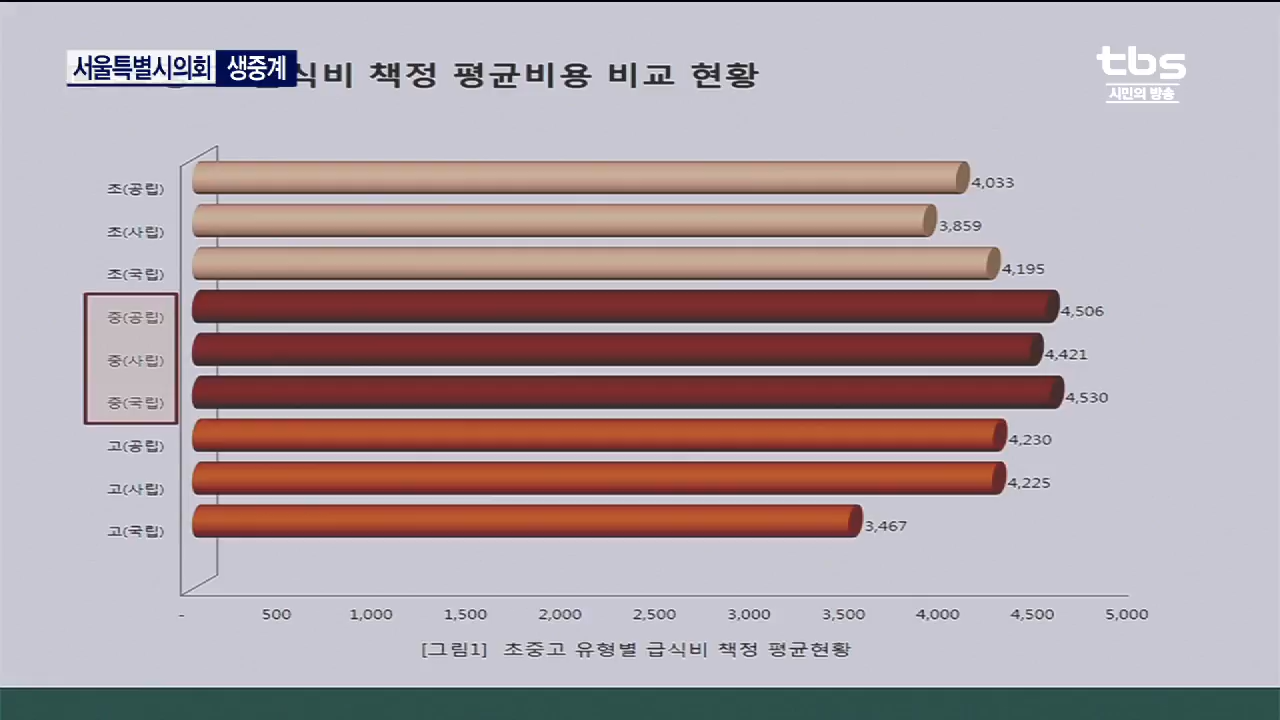 서울특별시의회 생중계
식비 책정 평균비용 비교 현황
tbs
시민의 방송
조(공립) 4,033
조(사립) 3,859
조(국립) 4,195
중(공립) 4,506
중(사립) 4,421
중(국립) 4,530
고(공립) 4,230
고(사립) 4,225
고(국립) 3,467
- 500 1,000 1,500 2,000 2,500 3,000 3,500 4,000 4,500 5,000
[그림1] 초중고 유형별 급식비 책정 평균현황